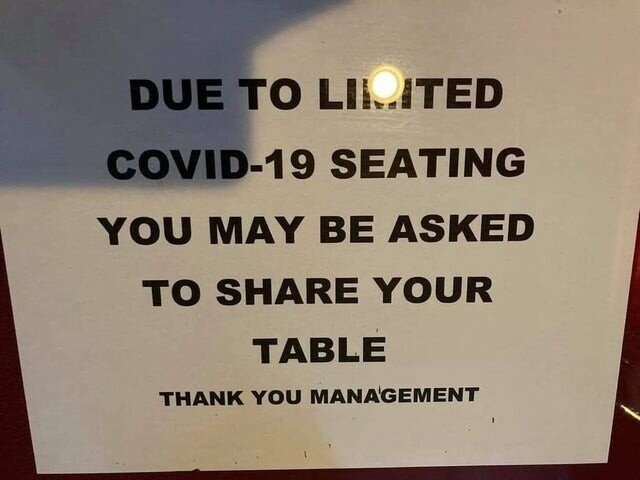 DUE TO LIMITED
COVID-19 SEATING
YOU MAY BE ASKED
TO SHARE YOUR
TABLE
THANK YOU MANAGEMENT